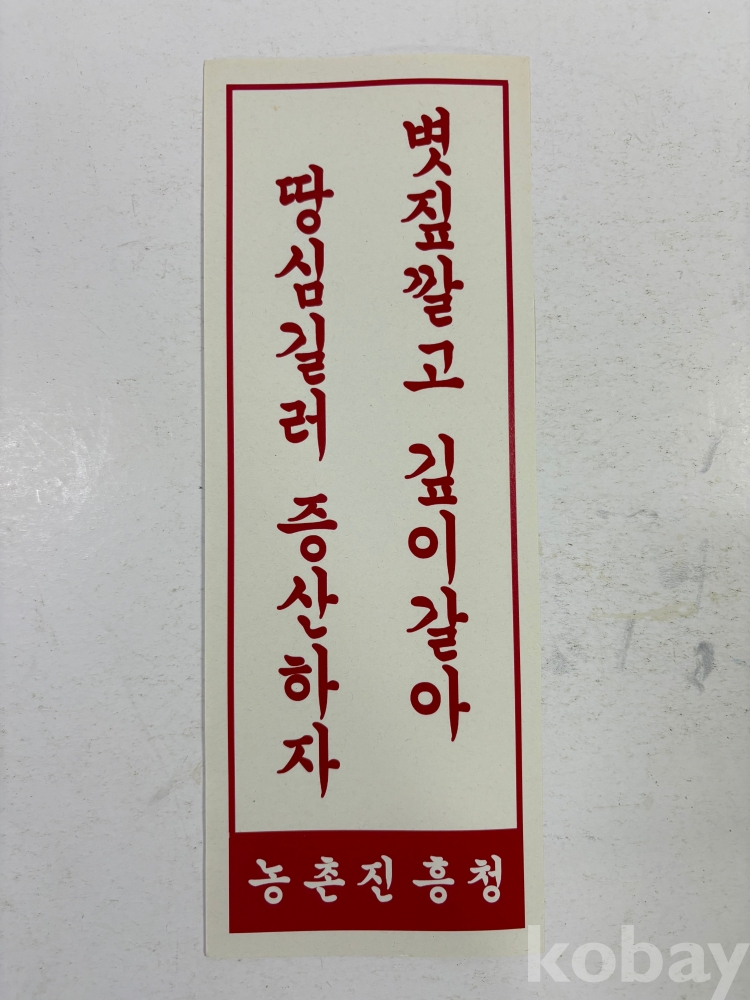 볏짚깔고 깊이갈아
땅심길러 증산하자
농촌진흥청
kobay